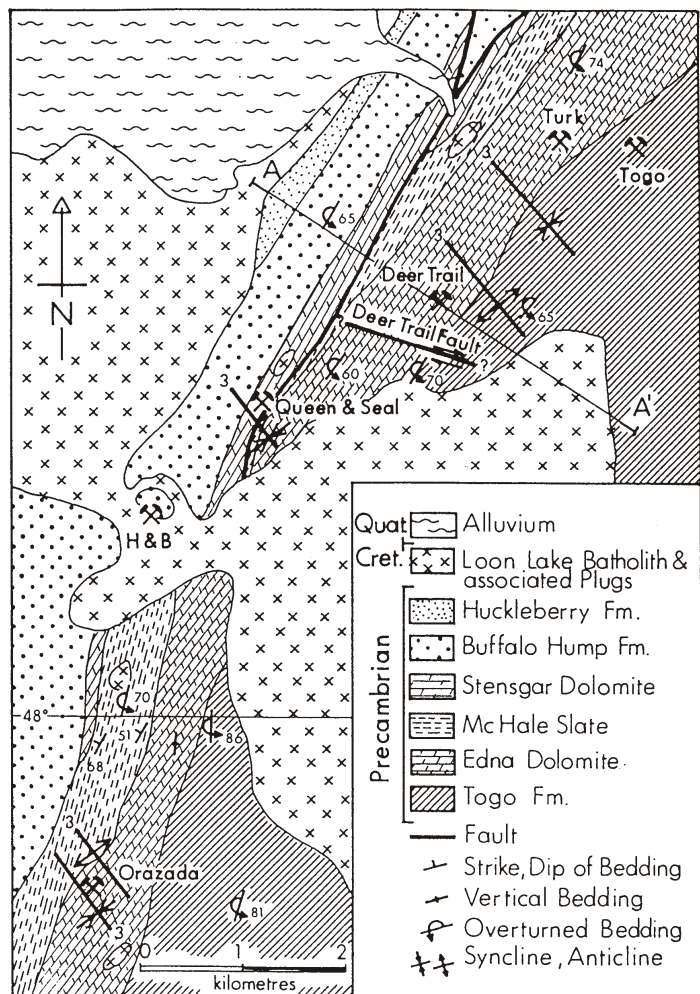 74
Turk
3
Togo
A
65
3
Deer Trail
65
N
Deer Trail Fault
?
60
70
3
Queen & Seal
A'
H & B
70
48°
51
86
68
3
Orazada
81
3
0 1 2
kilometres
Quat. Alluvium
Cret. Loon Lake Batholith &
associated Plugs
Precambrian
Huckleberry Fm.
Buffalo Hump Fm.
Stensgar Dolomite
Mc Hale Slate
Edna Dolomite
Togo Fm.
Fault
Strike, Dip of Bedding
Vertical Bedding
Overturned Bedding
Syncline, Anticline